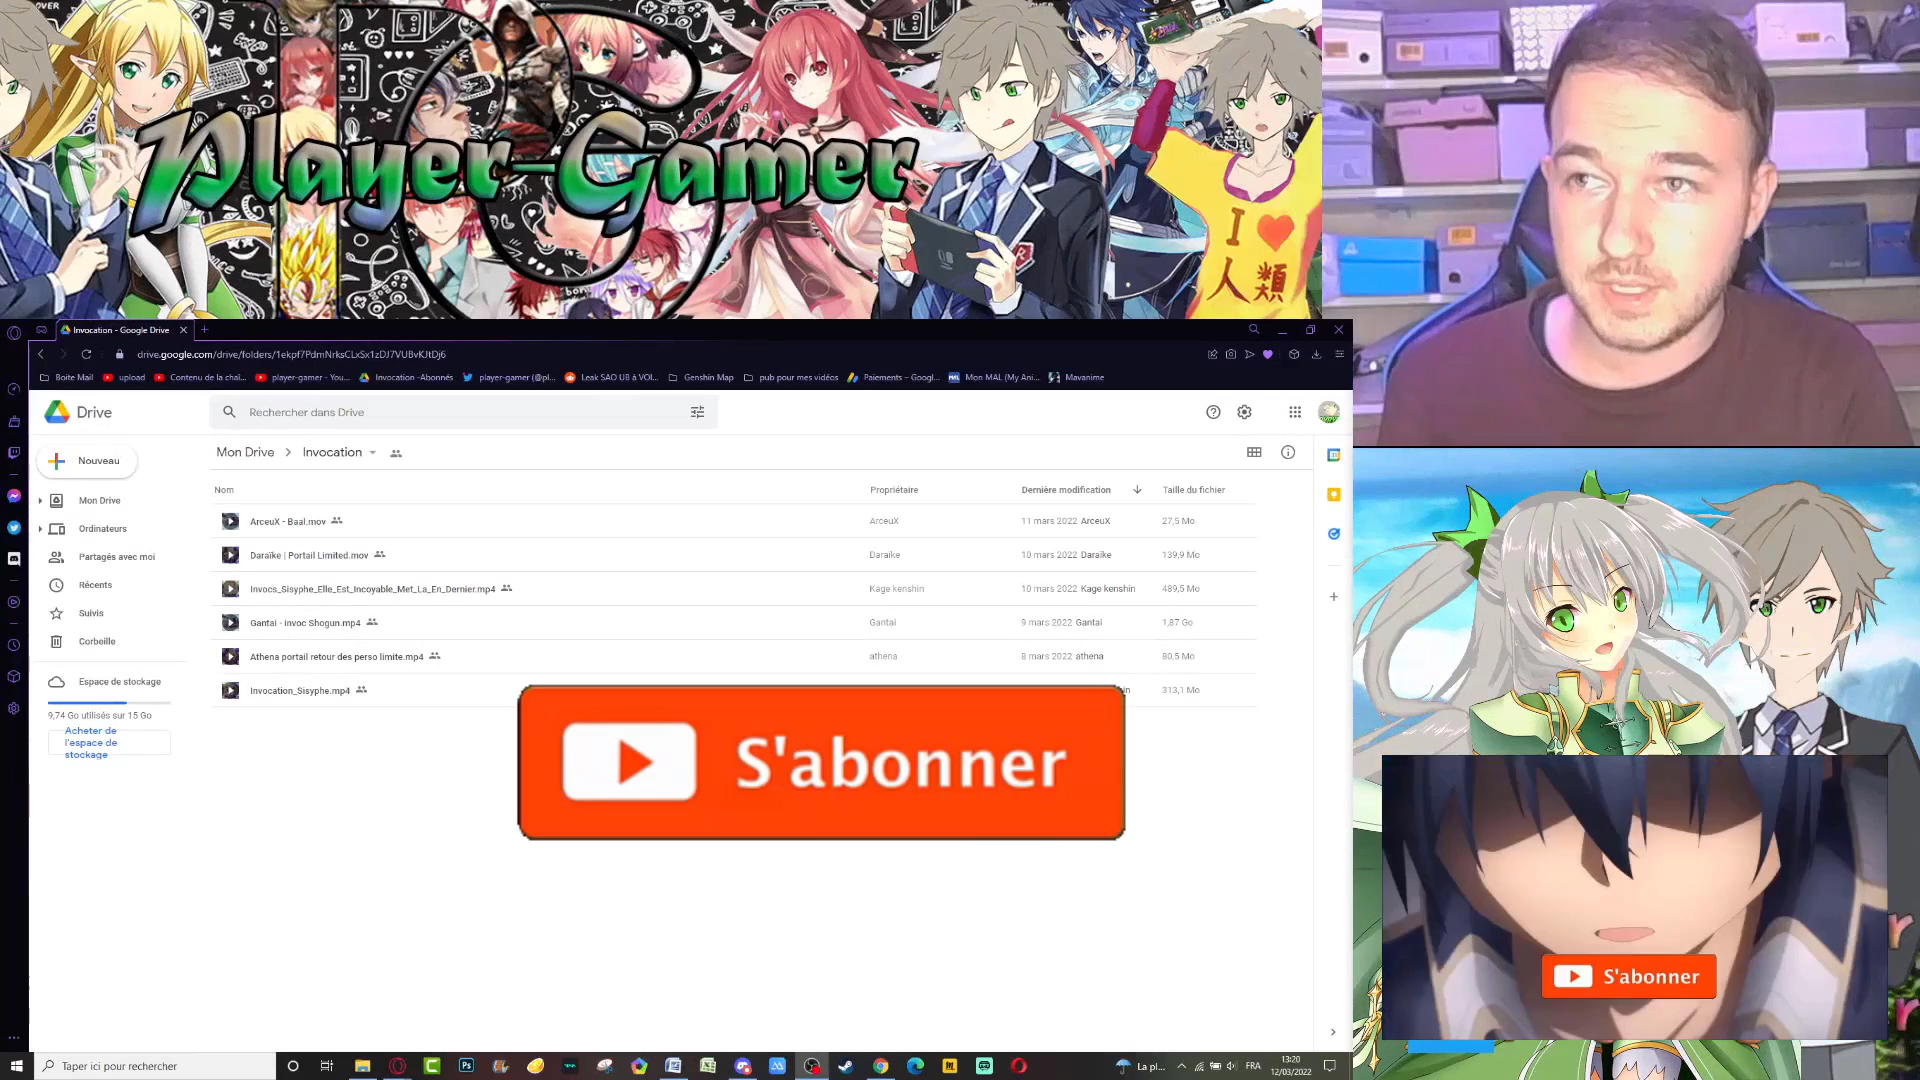 Player-Gamer
I
人類
Invocation - Google Drive
drive.google.com/drive/folders/1ekpf7PdmNrksCLxSx1zDJ7VUBvKJtDj6
Boite Mail
upload
Contenu de la chaî...
player-gamer - You...
Invocation -Abonnés
player-gamer (@pl...
Leak SAO UB à VOL...
Genshin Map
pub pour mes vidéos
Paiements – Googl...
Mon MAL (My Ani...
Mavanime
Drive
Rechercher dans Drive
Nouveau
Mon Drive
Ordinateurs
Partagés avec moi
Récents
Suivis
Corbeille
Espace de stockage
9,74 Go utilisés sur 15 Go
Acheter de
l'espace de
stockage
Mon Drive > Invocation
Nom Propriétaire Dernière modification Taille du fichier
ArceuX - Baal.mov ArceuX 11 mars 2022 ArceuX 27,5 Mo
Daraïke | Portail Limited.mov Daraike 10 mars 2022 Daraike 139,9 Mo
Invocs_Sisyphe_Elle_Est_Incoyable_Met_La_En_Dernier.mp4 Kage kenshin 10 mars 2022 Kage kenshin 489,5 Mo
Gantai - invoc Shogun.mp4 Gantai 9 mars 2022 Gantai 1,87 Go
Athena portail retour des perso limite.mp4 athena 8 mars 2022 athena 80,5 Mo
Invocation_Sisyphe.mp4 313,1 Mo
S'abonner
S'abonner
Taper ici pour rechercher
La pl...
FRA
13:20
12/03/2022